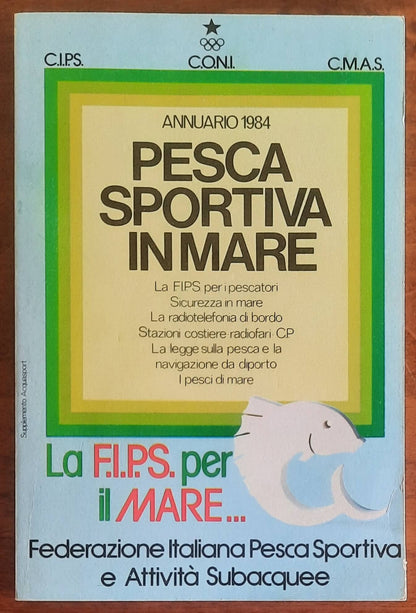 C.I.P.S.
C.O.N.I.
C.M.A.S.
ANNUARIO 1984
PESCA
SPORTIVA
IN MARE
La F.I.P.S. per i pescatori
Sicurezza in mare
La radiotelefonia di bordo
Stazioni costiere-radiofari-C.P.
La legge sulla pesca e la
navigazione da diporto
I pesci di mare
Supplemento Acquasport
La F.I.P.S. per
il MARE...
Federazione Italiana Pesca Sportiva
e Attività Subacquee